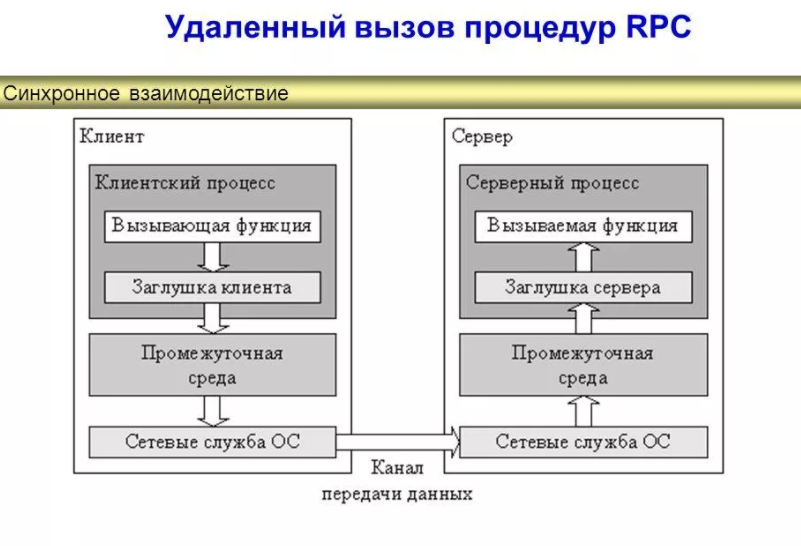 Удаленный вызов процедур RPC
Синхронное взаимодействие
Клиент
Клиентский процесс
Вызывающая функция
Заглушка клиента
Промежуточная
среда
Сетевые служба ОС
Сервер
Серверный процесс
Вызываемая функция
Заглушка сервера
Промежуточная
среда
Сетевые служба ОС
Канал
передачи данных